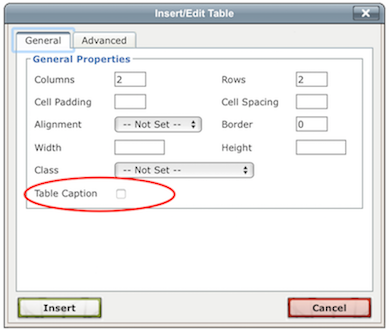 Insert/Edit Table
General Advanced
General Properties
Columns 2 Rows 2
Cell Padding Cell Spacing
Alignment -- Not Set -- Border 0
Width Height
Class -- Not Set --
Table Caption
Insert Cancel